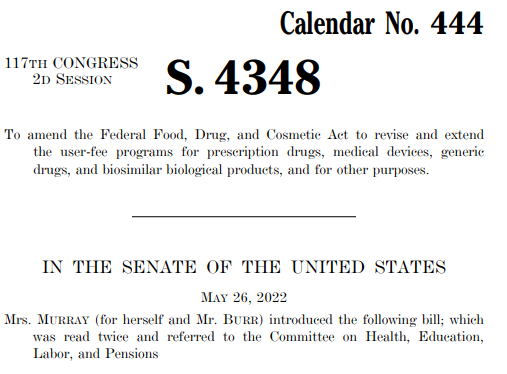 Calendar No. 444
117TH CONGRESS
2D SESSION
S. 4348
To amend the Federal Food, Drug, and Cosmetic Act to revise and extend
the user-fee programs for prescription drugs, medical devices, generic
drugs, and biosimilar biological products, and for other purposes.
IN THE SENATE OF THE UNITED STATES
MAY 26, 2022
Mrs. MURRAY (for herself and Mr. BURR) introduced the following bill; which
was read twice and referred to the Committee on Health, Education,
Labor, and Pensions